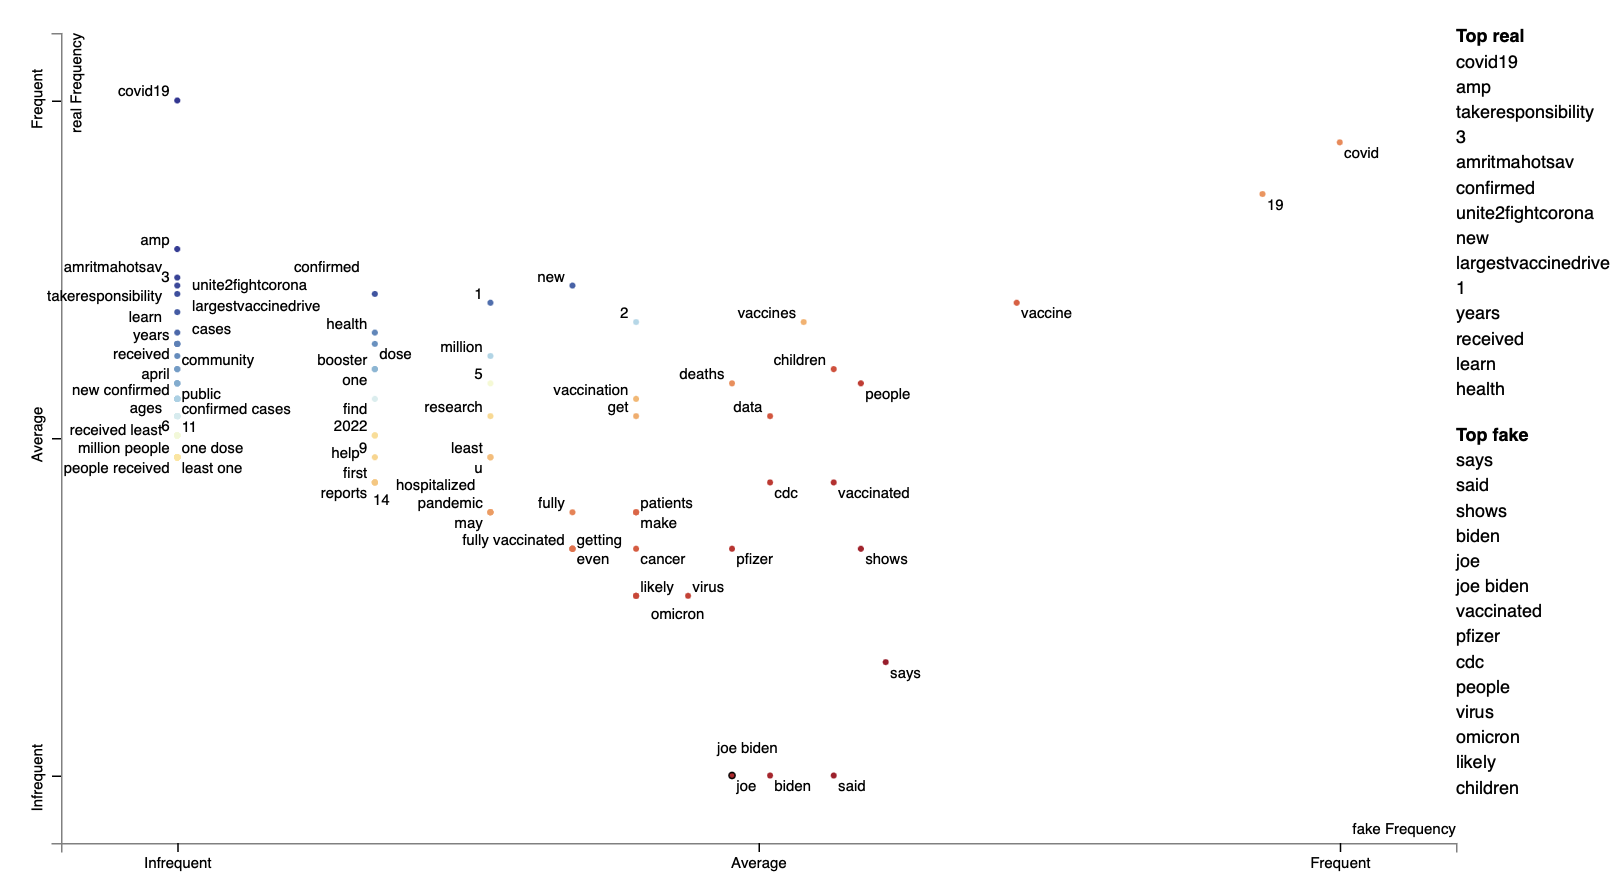 Frequent
real Frequency
Average
Infrequent
covid19
covid
19
amp
amritmahotsav
3
confirmed
new
unite2fightcorona
takeresponsibility
1
largestvaccinedrive
vaccine
learn
2
vaccines
cases
health
years
million
received
dose
community
booster
children
april
5
one
deaths
new confirmed
public
vaccination
people
ages
confirmed cases
find
research
get
data
received least
6
11
2022
million people
one dose
help
9
least
people received
least one
first
u
reports
14
hospitalized
cdc
vaccinated
pandemic
fully
patients
may
make
fully vaccinated
getting
even
cancer
pfizer
shows
likely
virus
omicron
says
joe biden
joe
biden
said
fake Frequency
Infrequent
Average
Frequent
Top real
covid19
amp
takeresponsibility
3
amritmahotsav
confirmed
unite2fightcorona
new
largestvaccinedrive
1
years
received
learn
health
Top fake
says
said
shows
biden
joe
joe biden
vaccinated
pfizer
cdc
people
virus
omicron
likely
children